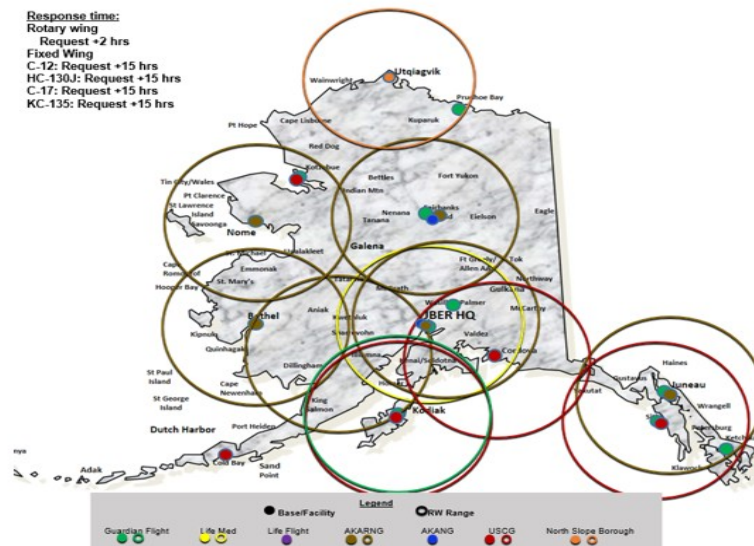 Response time:
Rotary wing
Request +2 hrs
Fixed Wing
C-12: Request +15 hrs
HC-130J: Request +15 hrs
C-17: Request +15 hrs
KC-135: Request +15 hrs
Utqiagvik
Wainwright
Prudhoe Bay
Cape Lisborne
Kuparuk
Pt Hope
Red Dog
Kotzebue
Bettles
Fort Yukon
Tin City/Wales
Indian Mtn
Pt Clarence
St Lawrence
Island
Savoonga
Nenana
Tanana
Eielson
Eagle
Nome
Galena
Emmonak
St. Mary's
Hooper Bay
Cape
Tok
Northway
Aniak
Palmer
McCarthy
Bethel
JBER HQ
Kipnuk
Valdez
Quinhagak
Cordova
Dillingham
St Paul
Island
Cape
Newenham
King
Salmon
Haines
Gustavus
Juneau
St George
Island
Kodiak
Wrangell
Petersburg
Dutch Harbor
Port Heiden
Klawock
Cold Bay
Sand
Point
Adak
Legend
Base/Facility
RW Range
Guardian Flight
Life Med
Life Flight
AKARNG
AKANG
USCG
North Slope Borough